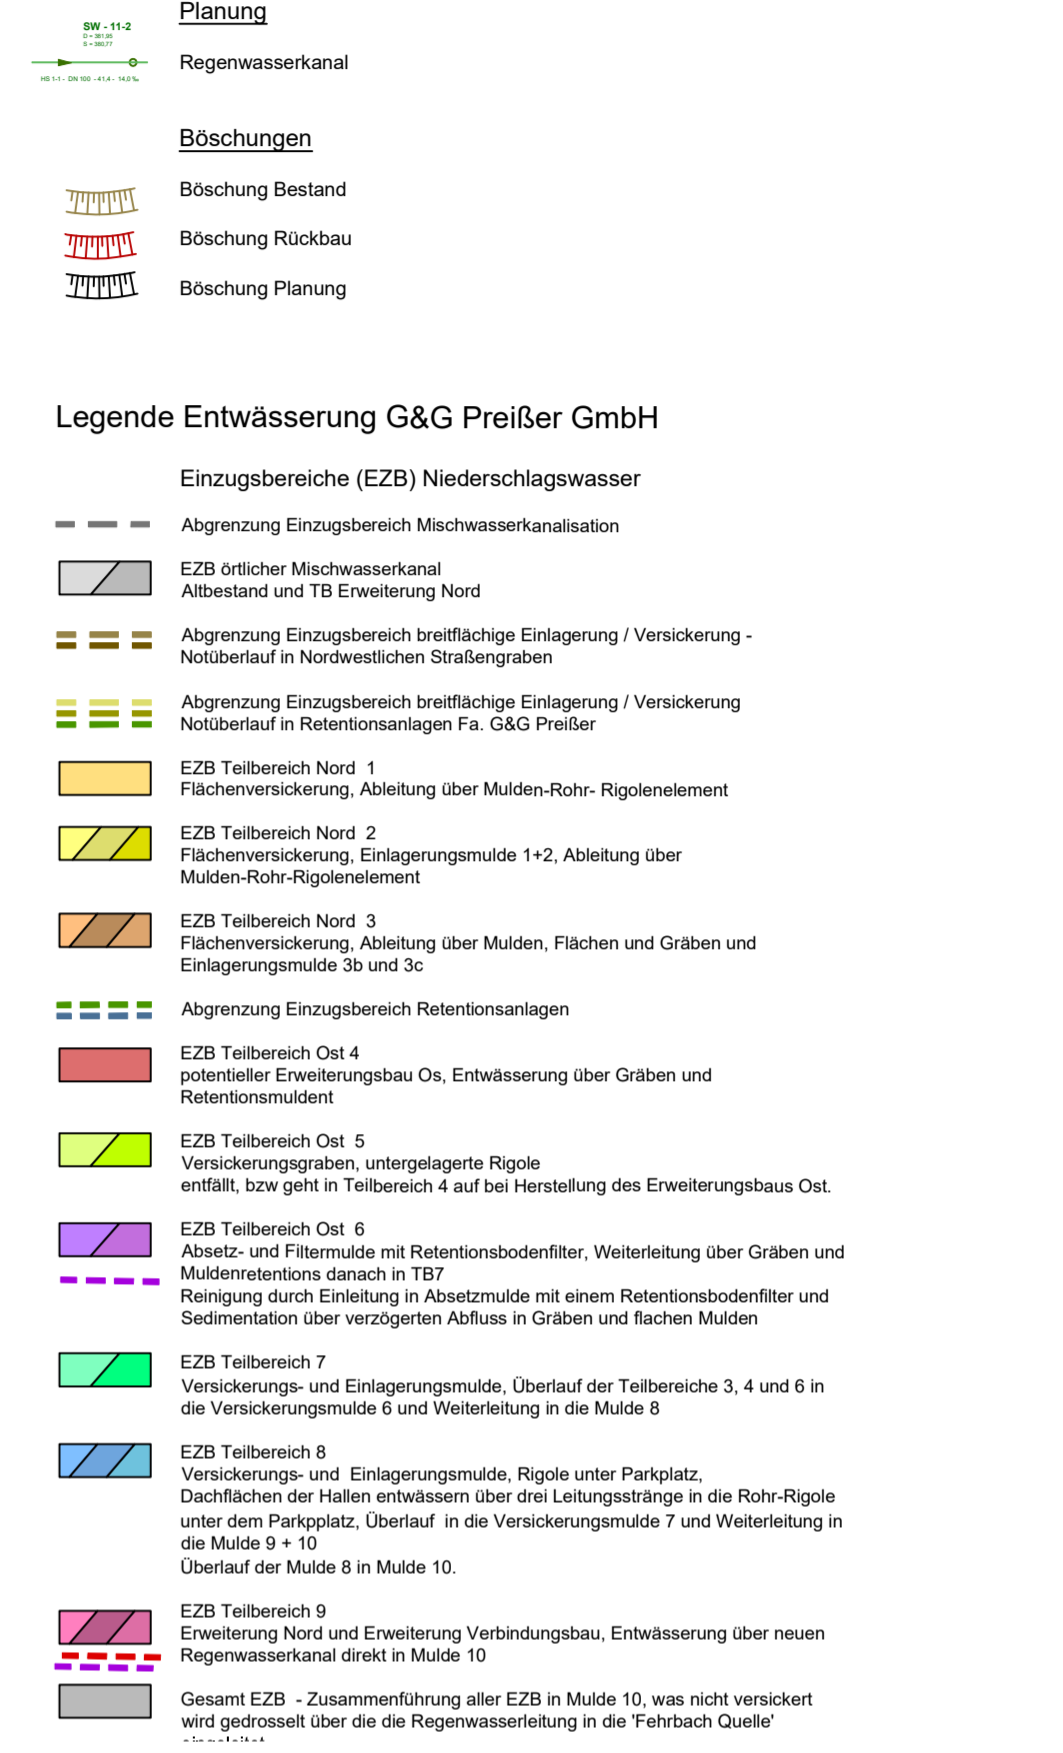 Planung
SW - 11-2
D = 381,95
S = 380,77
Regenwasserkanal
HS 1-1 - DN 100 - 41,4 - 14,0 ‰
Böschungen
Böschung Bestand
Böschung Rückbau
Böschung Planung
Legende Entwässerung G&G Preißer GmbH
Einzugsbereiche (EZB) Niederschlagswasser
Abgrenzung Einzugsbereich Mischwasserkanalisation
EZB örtlicher Mischwasserkanal
Altbestand und TB Erweiterung Nord
Abgrenzung Einzugsbereich breitflächige Einlagerung / Versickerung -
Notüberlauf in Nordwestlichen Straßengraben
Abgrenzung Einzugsbereich breitflächige Einlagerung / Versickerung
Notüberlauf in Retentionsanlagen Fa. G&G Preißer
EZB Teilbereich Nord 1
Flächenversickerung, Ableitung über Mulden-Rohr- Rigolenelement
EZB Teilbereich Nord 2
Flächenversickerung, Einlagerungsmulde 1+2, Ableitung über
Mulden-Rohr-Rigolenelement
EZB Teilbereich Nord 3
Flächenversickerung, Ableitung über Mulden, Flächen und Gräben und
Einlagerungsmulde 3b und 3c
Abgrenzung Einzugsbereich Retentionsanlagen
EZB Teilbereich Ost 4
potentieller Erweiterungsbau Os, Entwässerung über Gräben und
Retentionsmuldent
EZB Teilbereich Ost 5
Versickerungsgraben, untergelagerte Rigole
entfällt, bzw geht in Teilbereich 4 auf bei Herstellung des Erweiterungsbaus Ost.
EZB Teilbereich Ost 6
Absetz- und Filtermulde mit Retentionsbodenfilter, Weiterleitung über Gräben und
Muldenretentions danach in TB7
Reinigung durch Einleitung in Absetzmulde mit einem Retentionsbodenfilter und
Sedimentation über verzögerten Abfluss in Gräben und flachen Mulden
EZB Teilbereich 7
Versickerungs- und Einlagerungsmulde, Überlauf der Teilbereiche 3, 4 und 6 in
die Versickerungsmulde 6 und Weiterleitung in die Mulde 8
EZB Teilbereich 8
Versickerungs- und Einlagerungsmulde, Rigole unter Parkplatz,
Dachflächen der Hallen entwässern über drei Leitungsstränge in die Rohr-Rigole
unter dem Parkpplatz, Überlauf in die Versickerungsmulde 7 und Weiterleitung in
die Mulde 9 + 10
Überlauf der Mulde 8 in Mulde 10.
EZB Teilbereich 9
Erweiterung Nord und Erweiterung Verbindungsbau, Entwässerung über neuen
Regenwasserkanal direkt in Mulde 10
Gesamt EZB - Zusammenführung aller EZB in Mulde 10, was nicht versickert
wird gedrosselt über die die Regenwasserleitung in die 'Fehrbach Quelle'